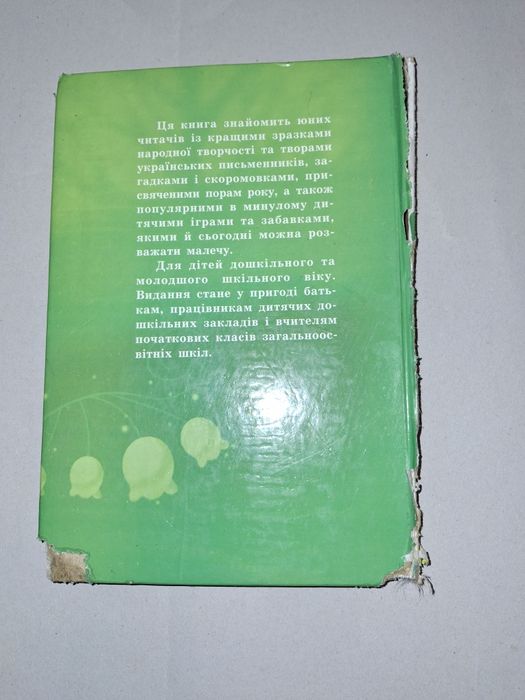 Ця книга знайомить юних
читачів із кращими зразками
народної творчості та творами
українських письменників, за-
гадками і скоромовками, при-
свяченими порам року, а також
популярними в минулому ди-
тячими іграми та забавками,
якими й сьогодні можна роз-
важати малечу.
Для дітей дошкільного та
молодшого шкільного віку.
Видання стане у пригоді бать-
кам, працівникам дитячих до-
шкільних закладів і вчителям
початкових класів загальноос-
вітніх шкіл.